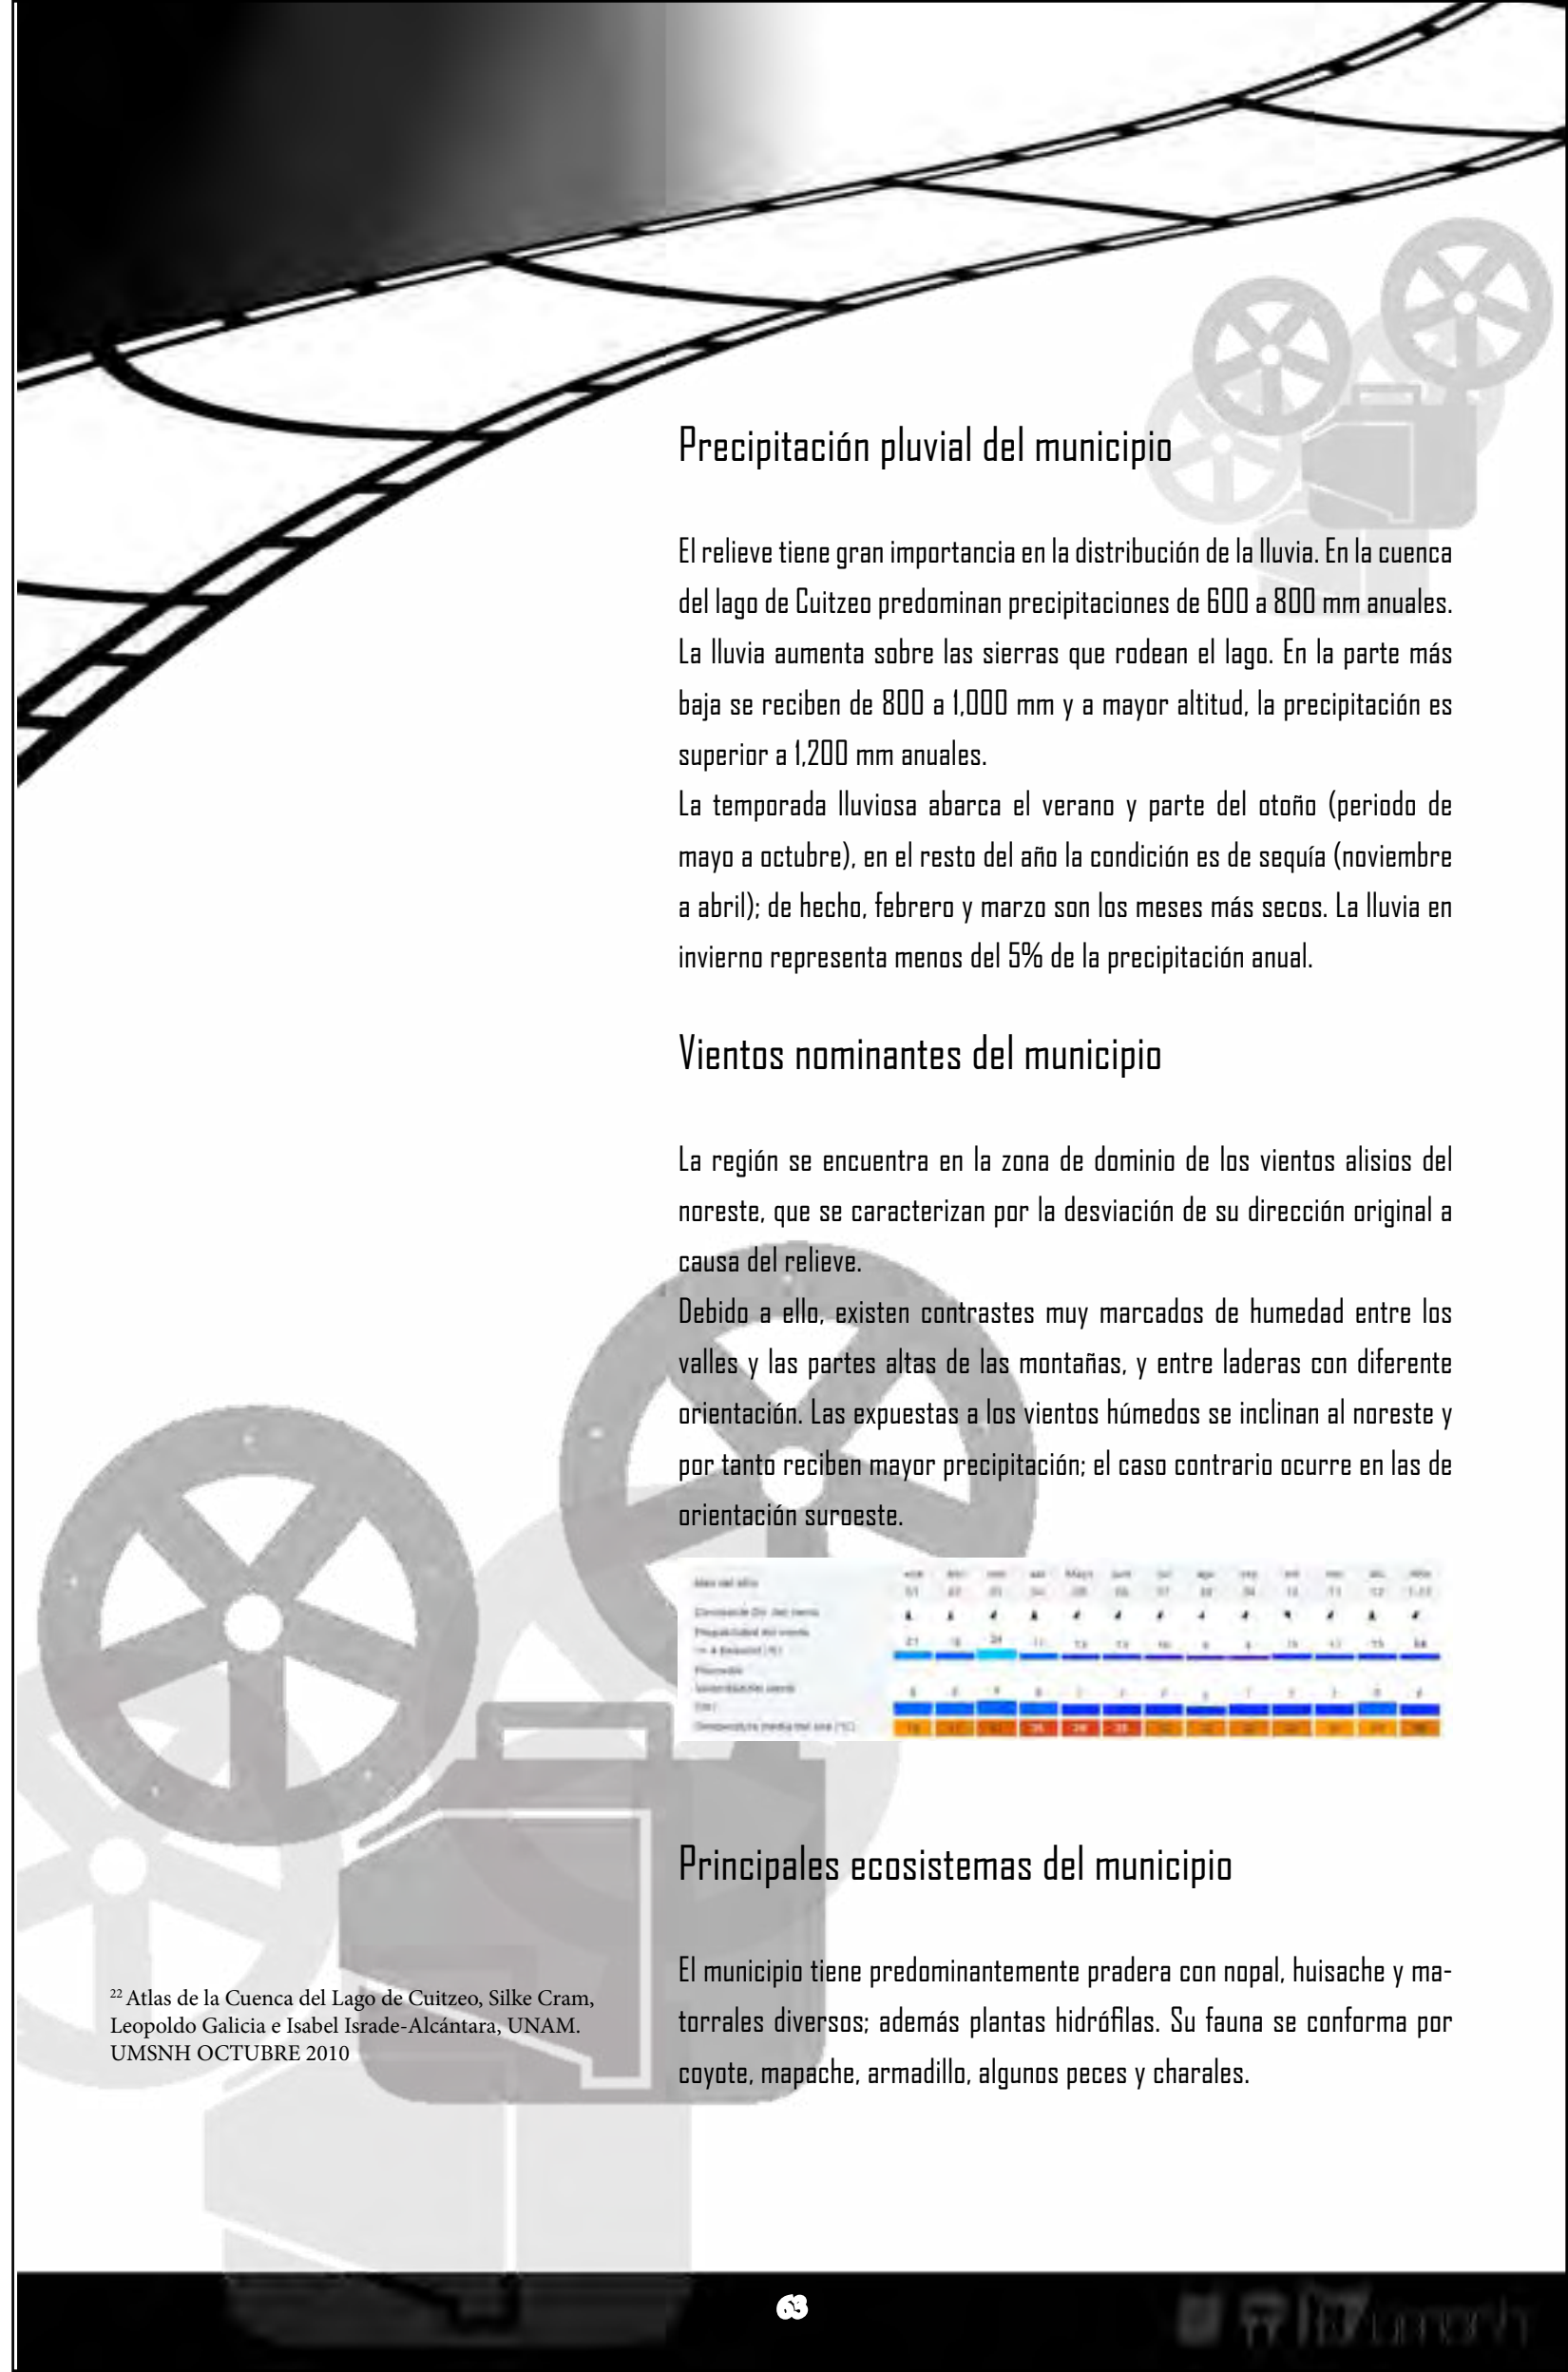 Precipitación pluvial del municipio
El relieve tiene gran importancia en la distribución de la lluvia. En la cuenca
del lago de Cuitzeo predominan precipitaciones de 600 a 800 mm anuales.
La lluvia aumenta sobre las sierras que rodean el lago. En la parte más
baja se reciben de 800 a 1,000 mm y a mayor altitud, la precipitación es
superior a 1,200 mm anuales.
La temporada lluviosa abarca el verano y parte del otoño (periodo de
mayo a octubre), en el resto del año la condición es de sequía (noviembre
a abril); de hecho, febrero y marzo son los meses más secos. La lluvia en
invierno representa menos del 5% de la precipitación anual.
Vientos nominantes del municipio
La región se encuentra en la zona de dominio de los vientos alisios del
noreste, que se caracterizan por la desviación de su dirección original a
causa del relieve.
Debido a ello, existen contrastes muy marcados de humedad entre los
valles y las partes altas de las montañas, y entre laderas con diferente
orientación. Las expuestas a los vientos húmedos se inclinan al noreste y
por tanto reciben mayor precipitación; el caso contrario ocurre en las de
orientación suroeste.
Principales ecosistemas del municipio
El municipio tiene predominantemente pradera con nopal, huisache y ma-
torrales diversos; además plantas hidrófilas. Su fauna se conforma por
coyote, mapache, armadillo, algunos peces y charales.
22 Atlas de la Cuenca del Lago de Cuitzeo, Silke Cram,
Leopoldo Galicia e Isabel Israde-Alcántara, UNAM.
UMSNH OCTUBRE 2010
63